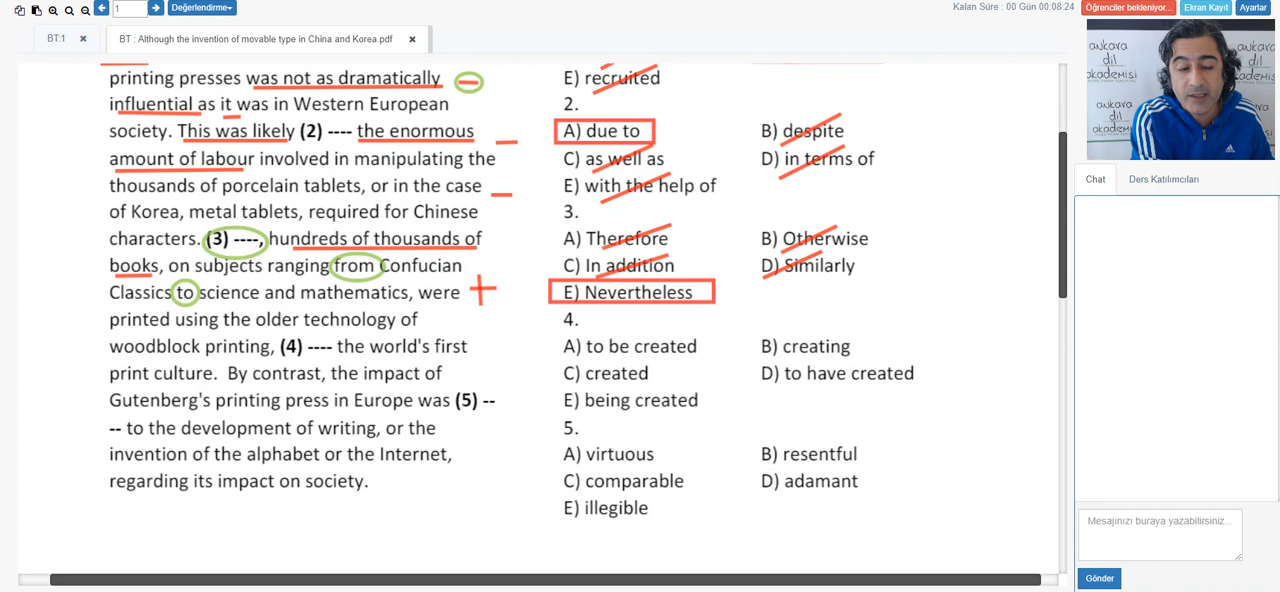 1
Değerlendirme
Kalan Süre : 00 Gün 00:08:24
Öğrenciler bekleniyor...
Ekran Kayıt
Ayarlar
BT:1 ×
BT : Although the invention of movable type in China and Korea.pdf ×
printing presses was not as dramatically
influential as it was in Western European
society. This was likely (2) ---- the enormous
amount of labour involved in manipulating the
thousands of porcelain tablets, or in the case
of Korea, metal tablets, required for Chinese
characters. (3) ----, hundreds of thousands of
books, on subjects ranging from Confucian
Classics to science and mathematics, were
printed using the older technology of
woodblock printing, (4) ---- the world's first
print culture. By contrast, the impact of
Gutenberg's printing press in Europe was (5) --
-- to the development of writing, or the
invention of the alphabet or the Internet,
regarding its impact on society.
E) recruited
2.
A) due to B) despite
C) as well as D) in terms of
E) with the help of
3.
A) Therefore B) Otherwise
C) In addition D) Similarly
E) Nevertheless
4.
A) to be created B) creating
C) created D) to have created
E) being created
5.
A) virtuous B) resentful
C) comparable D) adamant
E) illegible
ankara
dil
akademisi
ankara
dil
akademisi
ankara
dil
Chat
Ders Katılımcıları
Mesajınızı buraya yazabilirsiniz...
Gönder